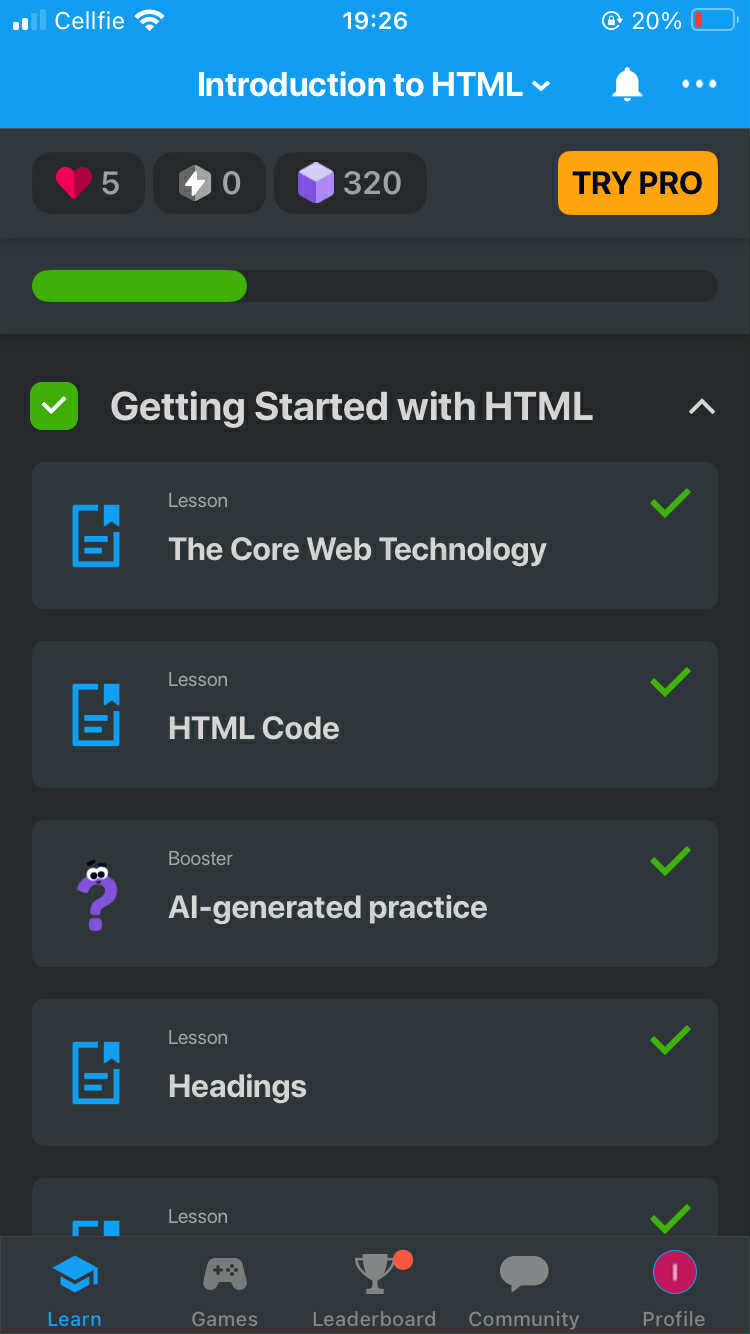 Cellfie 19:26 20%
Introduction to HTML
5 0 320 TRY PRO
Getting Started with HTML
Lesson
The Core Web Technology
Lesson
HTML Code
Booster
AI-generated practice
Lesson
Headings
Lesson
Learn Games Leaderboard Community Profile